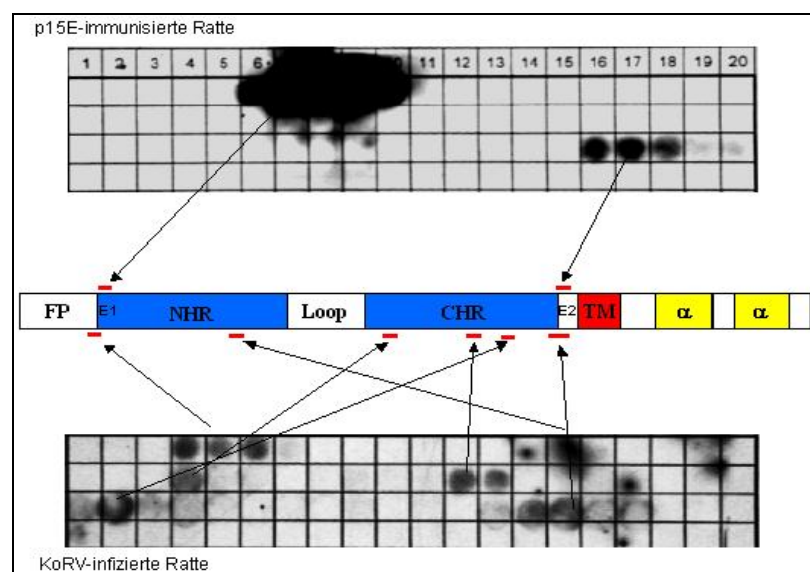 p15E-immunisierte Ratte
1 2 3 4 5 6 11 12 13 14 15 16 17 18 19 20
FP E1 NHR Loop CHR E2 TM α α
KoRV-infizierte Ratte